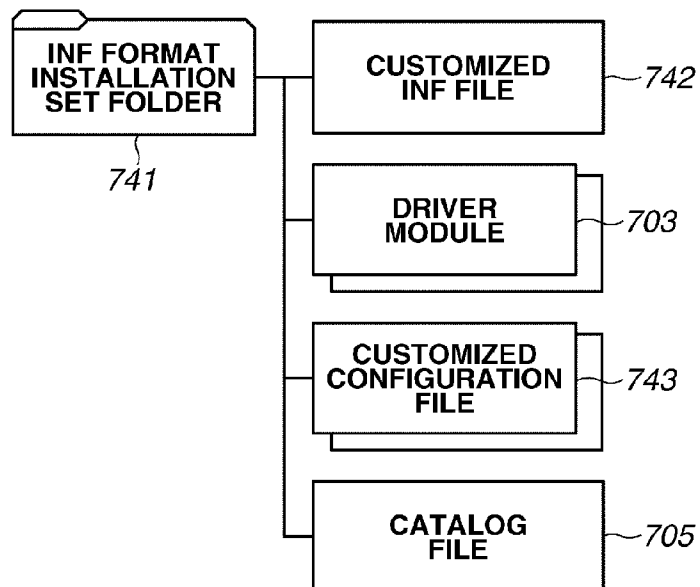 INF FORMAT
INSTALLATION
SET FOLDER
741
CUSTOMIZED
INF FILE
742
DRIVER
MODULE
703
CUSTOMIZED
CONFIGURATION
FILE
743
CATALOG
FILE
705